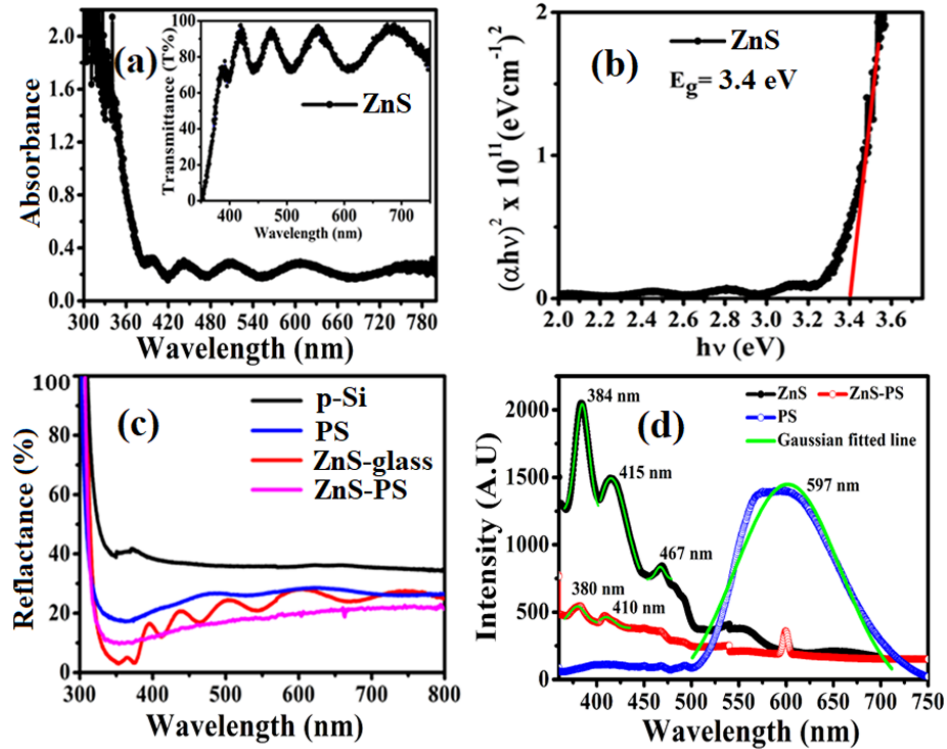 (a)
Absorbance
2.0
1.6
1.2
0.8
0.4
0.0
300 360 420 480 540 600 660 720 780
Wavelength (nm)
Transmittance (T%)
100
80
60
40
20
0
400 500 600 700
Wavelength (nm)
ZnS
(b)
ZnS
Eg= 3.4 eV
(αhν)² x 10¹¹(eVcm⁻¹)²
2
1
0
2.0 2.2 2.4 2.6 2.8 3.0 3.2 3.4 3.6
hν (eV)
(c)
p-Si
PS
ZnS-glass
ZnS-PS
Reflactance (%)
100
80
60
40
20
0
300 400 500 600 700 800
Wavelength (nm)
(d)
ZnS ZnS-PS
PS
Gaussian fitted line
384 nm
415 nm
467 nm
380 nm
410 nm
597 nm
Intensity (A.U)
2000
1500
1000
500
0
400 450 500 550 600 650 700 750
Wavelength (nm)